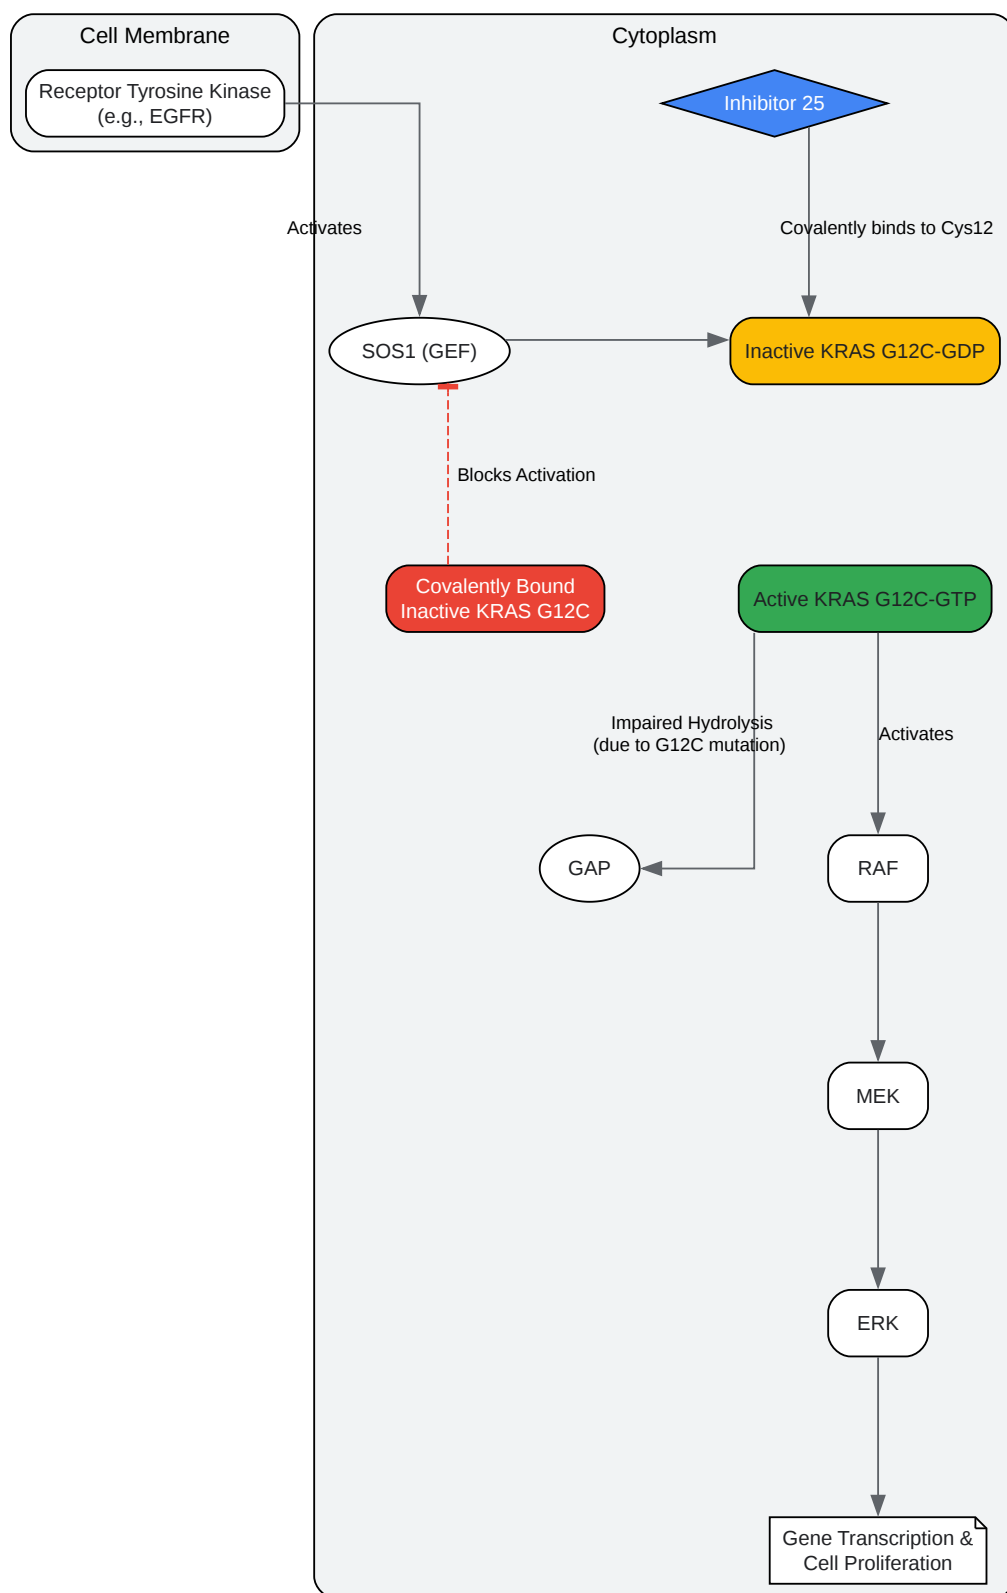 Cell Membrane
Cytoplasm
Receptor Tyrosine Kinase
(e.g., EGFR)
Inhibitor 25
Activates
Covalently binds to Cys12
SOS1 (GEF)
Inactive KRAS G12C-GDP
Blocks Activation
Covalently Bound
Inactive KRAS G12C
Active KRAS G12C-GTP
Impaired Hydrolysis
(due to G12C mutation)
Activates
GAP
RAF
MEK
ERK
Gene Transcription &
Cell Proliferation